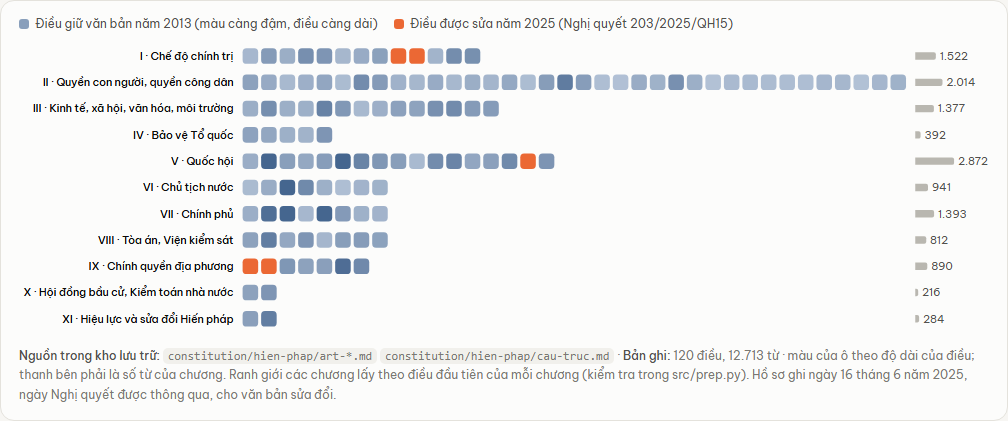 Điều giữ văn bản năm 2013 (màu càng đậm, điều càng dài) Điều được sửa năm 2025 (Nghị quyết 203/2025/QH15)
I · Chế độ chính trị 1.522
II · Quyền con người, quyền công dân 2.014
III · Kinh tế, xã hội, văn hóa, môi trường 1.377
IV · Bảo vệ Tổ quốc 392
V · Quốc hội 2.872
VI · Chủ tịch nước 941
VII · Chính phủ 1.393
VIII · Tòa án, Viện kiểm sát 812
IX · Chính quyền địa phương 890
X · Hội đồng bầu cử, Kiểm toán nhà nước 216
XI · Hiệu lực và sửa đổi Hiến pháp 284
Nguồn trong kho lưu trữ: constitution/hien-phap/art-*.md constitution/hien-phap/cau-truc.md · Bản ghi: 120 điều, 12.713 từ · màu của ô theo độ dài của điều;
thanh bên phải là số từ của chương. Ranh giới các chương lấy theo điều đầu tiên của mỗi chương (kiểm tra trong src/prep.py). Hồ sơ ghi ngày 16 tháng 6 năm 2025,
ngày Nghị quyết được thông qua, cho văn bản sửa đổi.